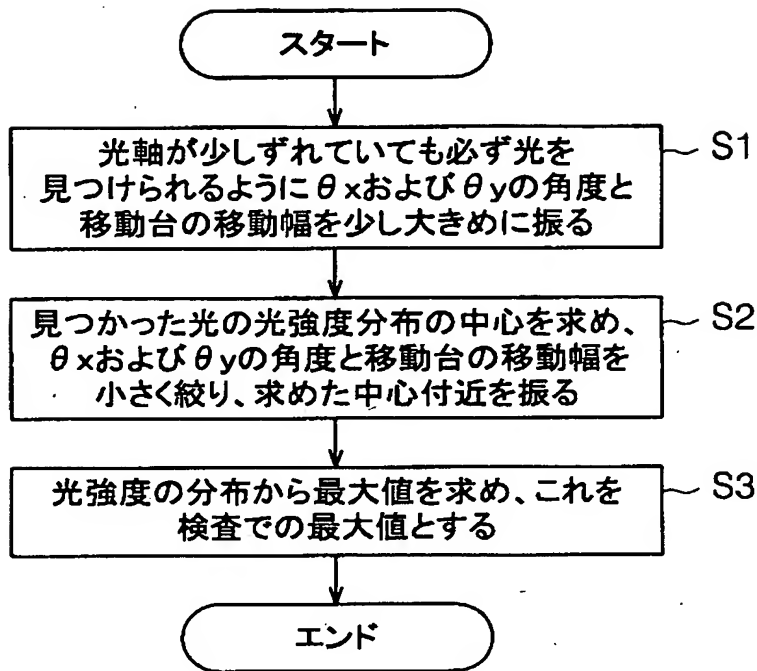 スタート
光軸が少しずれていても必ず光を
見つけられるようにθxおよびθyの角度と
移動台の移動幅を少し大きめに振る
S1
見つかった光の光強度分布の中心を求め、
θxおよびθyの角度と移動台の移動幅を
小さく絞り、求めた中心付近を振る
S2
光強度の分布から最大値を求め、これを
検査での最大値とする
S3
エンド